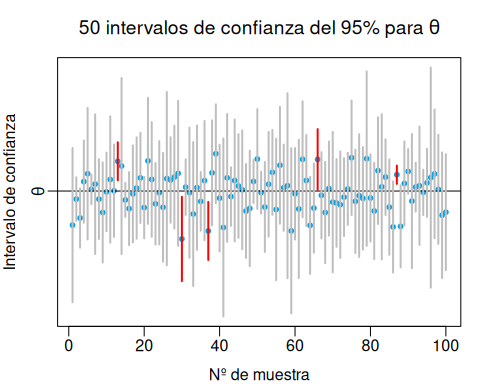 50 intervalos de confianza del 95% para θ
Intervalo de confianza
θ
0 20 40 60 80 100
Nº de muestra